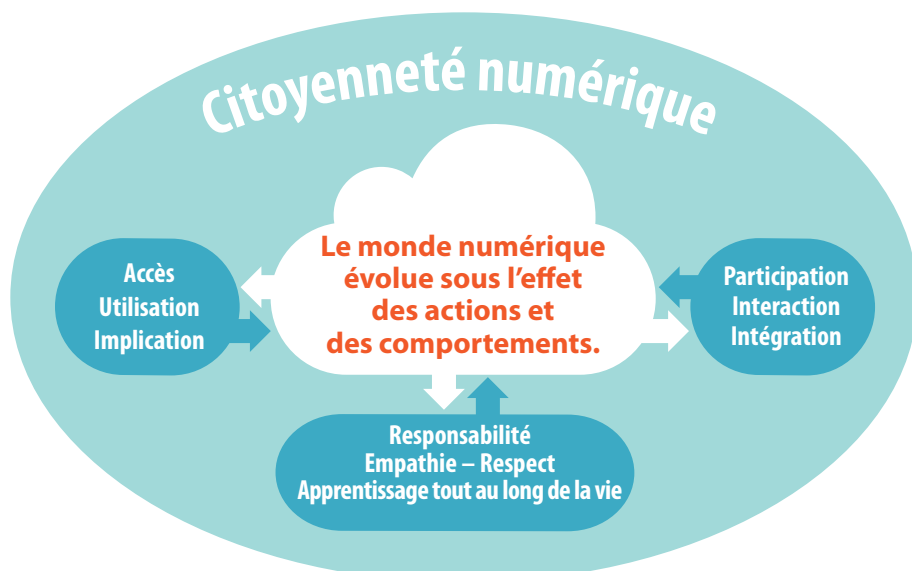 Citoyenneté numérique
Le monde numérique
évolue sous l'effet
des actions et
des comportements.
Accès
Utilisation
Implication
Participation
Interaction
Intégration
Responsabilité
Empathie – Respect
Apprentissage tout au long de la vie